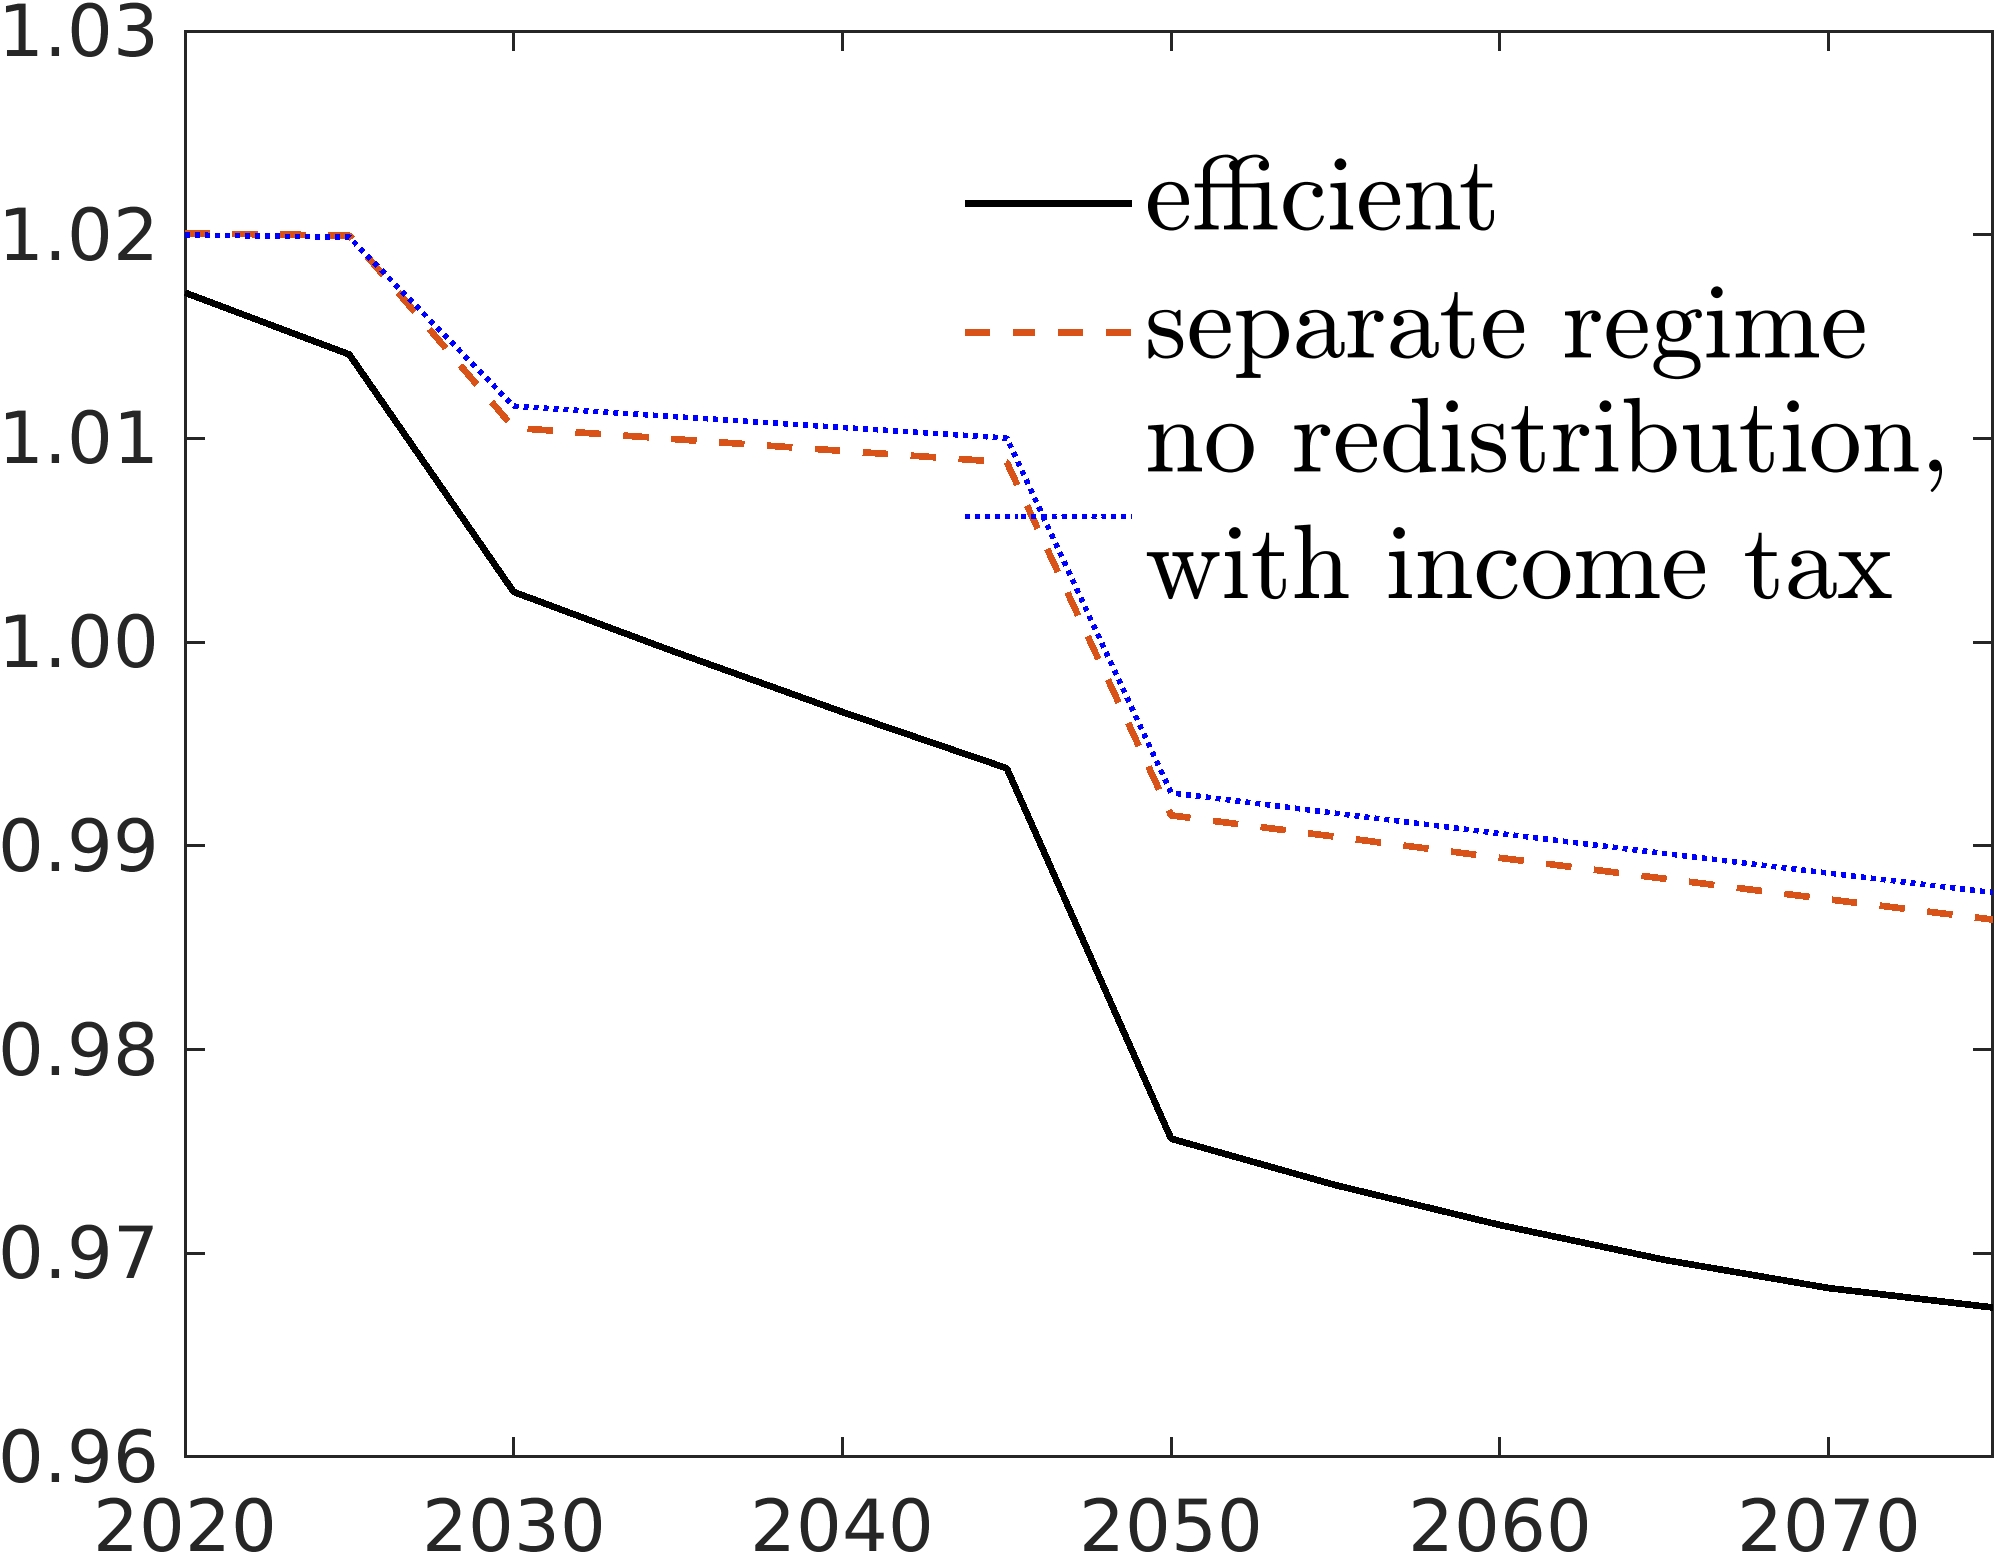 1.03
1.02
1.01
1.00
0.99
0.98
0.97
0.96
2020 2030 2040 2050 2060 2070
efficient
separate regime
no redistribution,
with income tax